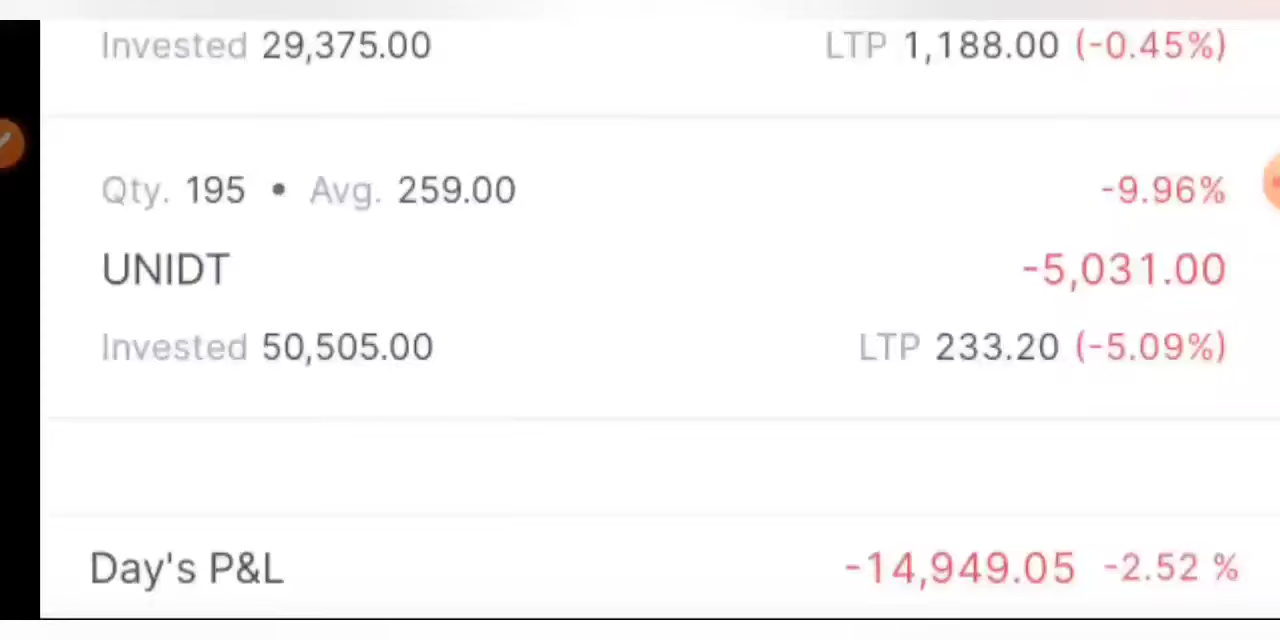 Invested 29,375.00 LTP 1,188.00 (-0.45%)
Qty. 195 • Avg. 259.00 -9.96%
UNIDT -5,031.00
Invested 50,505.00 LTP 233.20 (-5.09%)
Day's P&L -14,949.05 -2.52 %